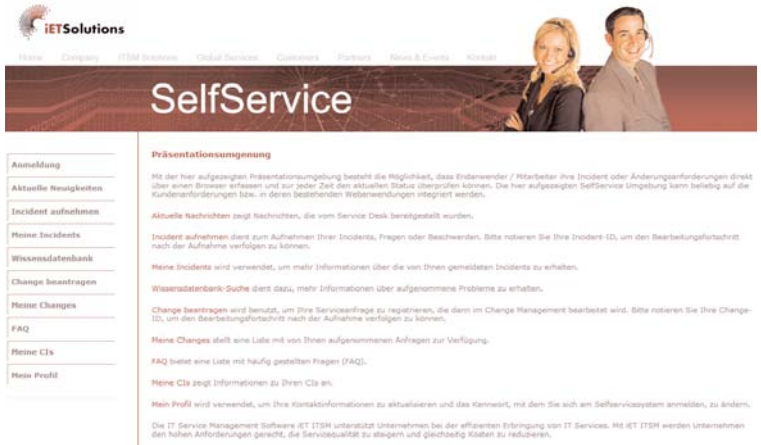 iETSolutions
Home Company ITSM Solutions Global Services Customers Partners News & Events Kontakt
SelfService
Anmeldung
Aktuelle Neuigkeiten
Incident aufnehmen
Meine Incidents
Wissensdatenbank
Change beantragen
Meine Changes
FAQ
Meine CIs
Mein Profil
Präsentationsumgenung
Mit der hier aufgezeigten Präsentationsumgebung besteht die Möglichkeit, dass Endanwender / Mitarbeiter ihre Incident oder Änderungsanforderungen direkt
über einen Browser erfassen und zur jeder Zeit den aktuellen Status überprüfen können. Die hier aufgezeigten SelfService Umgebung kann beliebig auf die
Kundenanforderungen bzw. in deren bestehenden Webanwendungen integriert werden.
Aktuelle Nachrichten zeigt Nachrichten, die vom Service Desk bereitgestellt wurden.
Incident aufnehmen dient zum Aufnehmen Ihrer Incidents, Fragen oder Beschwerden. Bitte notieren Sie Ihre Incident-ID, um den Bearbeitungsfortschritt
nach der Aufnahme verfolgen zu können.
Meine Incidents wird verwendet, um mehr Informationen über die von Ihnen gemeldeten Incidents zu erhalten.
Wissensdatenbank-Suche dient dazu, mehr Informationen über aufgenommene Probleme zu erhalten.
Change beantragen wird benutzt, um Ihre Serviceanfrage zu registrieren, die dann im Change Management bearbeitet wird. Bitte notieren Sie Ihre Change-
ID, um den Bearbeitungsfortschritt nach der Aufnahme verfolgen zu können.
Meine Changes stellt eine Liste mit von Ihnen aufgenommenen Anfragen zur Verfügung.
FAQ bietet eine Liste mit häufig gestellten Fragen (FAQ).
Meine CIs zeigt Informationen zu Ihren CIs an.
Mein Profil wird verwendet, um Ihre Kontaktinformationen zu aktualisieren und das Kennwort, mit dem Sie sich am Selfservicesystem anmelden, zu ändern.
Die IT Service Management Software iET ITSM unterstützt Unternehmen bei der effizienten Erbringung von IT Services. Mit iET ITSM werden Unternehmen
den hohen Anforderungen gerecht, die Servicequalität zu steigern und gleichzeitig Kosten zu reduzieren.